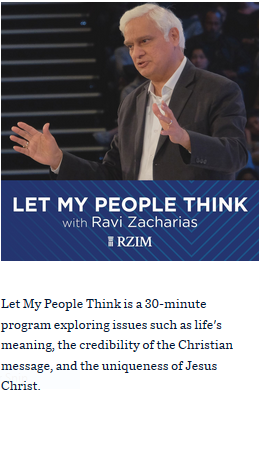 LET MY PEOPLE THINK
with Ravi Zacharias
RZIM
Let My People Think is a 30-minute
program exploring issues such as life's
meaning, the credibility of the Christian
message, and the uniqueness of Jesus
Christ.